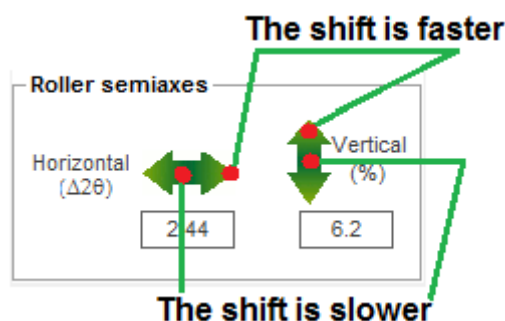 The shift is faster
Roller semiaxes
Horizontal
(Δ2θ)
Vertical
(%)
2.44
6.2
The shift is slower